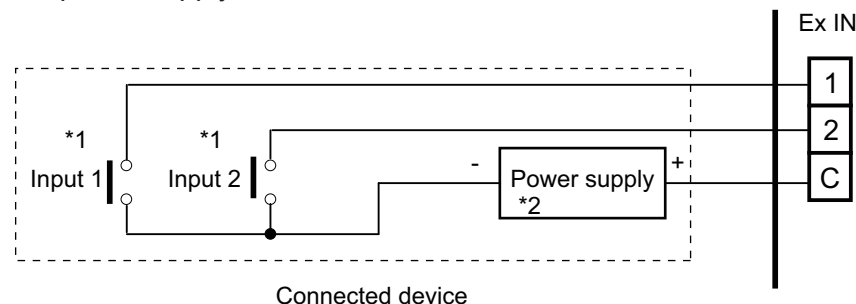 Ex IN
1
*1
*1
2
Input 1
Input 2
-
Power supply
+
*2
C
Connected device